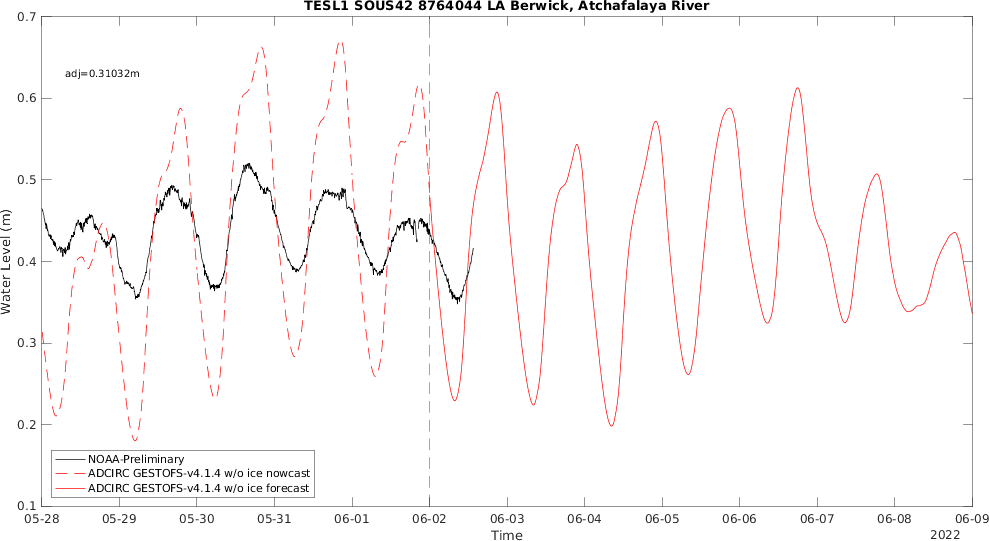 TESL1 SOUS42 8764044 LA Berwick, Atchafalaya River
adj=0.31032m
0.7
0.6
0.5
0.4
0.3
0.2
0.1
Water Level (m)
NOAA-Preliminary
ADCIRC GESTOFS-v4.1.4 w/o ice nowcast
ADCIRC GESTOFS-v4.1.4 w/o ice forecast
05-28 05-29 05-30 05-31 06-01 06-02 06-03 06-04 06-05 06-06 06-07 06-08 06-09
Time
2022